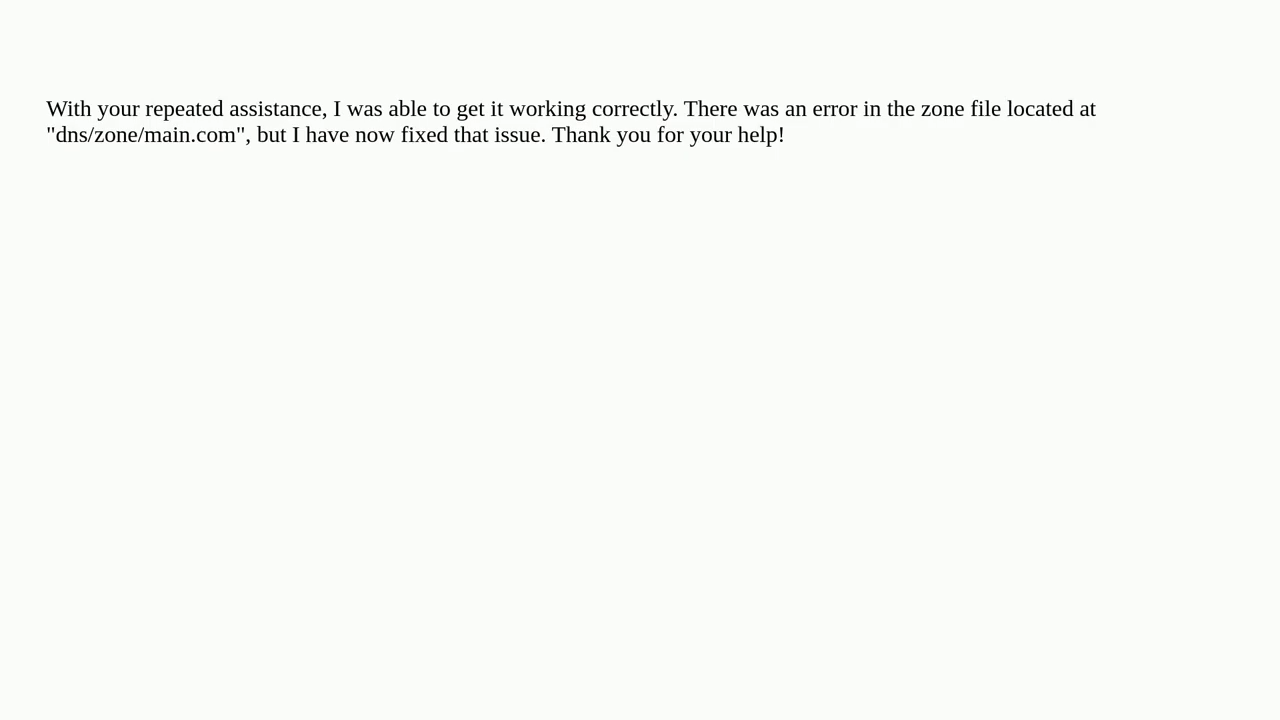 With your repeated assistance, I was able to get it working correctly. There was an error in the zone file located at
"dns/zone/main.com", but I have now fixed that issue. Thank you for your help!